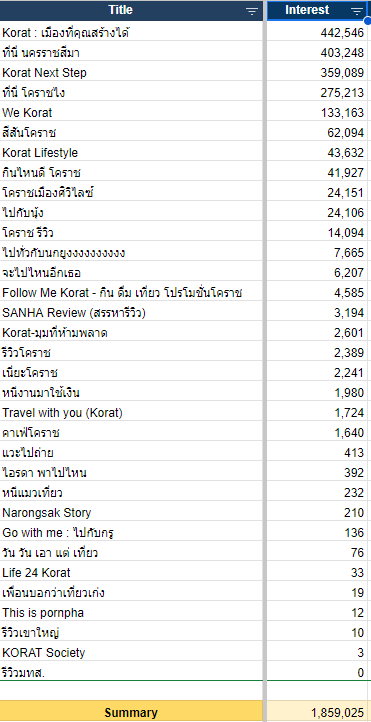 Title Interest
Korat : เมืองที่คุณสร้างได้ 442,546
ที่นี่ นครราชสีมา 403,248
Korat Next Step 359,089
ที่นี่ โคราชไง 275,213
We Korat 133,163
สีสันโคราช 62,094
Korat Lifestyle 43,632
กินไหนดี โคราช 41,927
โคราชเมืองศิวิไลซ์ 24,151
ไปกับนุ้ง 24,106
โคราช รีวิว 14,094
ไปทั่วกับนกยูงงงงงงงงงง 7,665
จะไปไหนอีกเธอ 6,207
Follow Me Korat - กิน ดื่ม เที่ยว โปรโมชั่นโคราช 4,585
SANHA Review (สรรหารีวิว) 3,194
Korat-มุมที่ห้ามพลาด 2,601
รีวิวโคราช 2,389
เนี่ยะโคราช 2,241
หนีงานมาใช้เงิน 1,980
Travel with you (Korat) 1,724
คาเฟ่โคราช 1,640
แวะไปถ่าย 413
ไอรดา พาไปไหน 392
หนีแมวเที่ยว 232
Narongsak Story 210
Go with me : ไปกับกรู 136
วัน วัน เอา แต่ เที่ยว 76
Life 24 Korat 33
เพื่อนบอกว่าเที่ยวเก่ง 19
This is pornpha 12
รีวิวเขาใหญ่ 10
KORAT Society 3
รีวิวมทส. 0
Summary 1,859,025